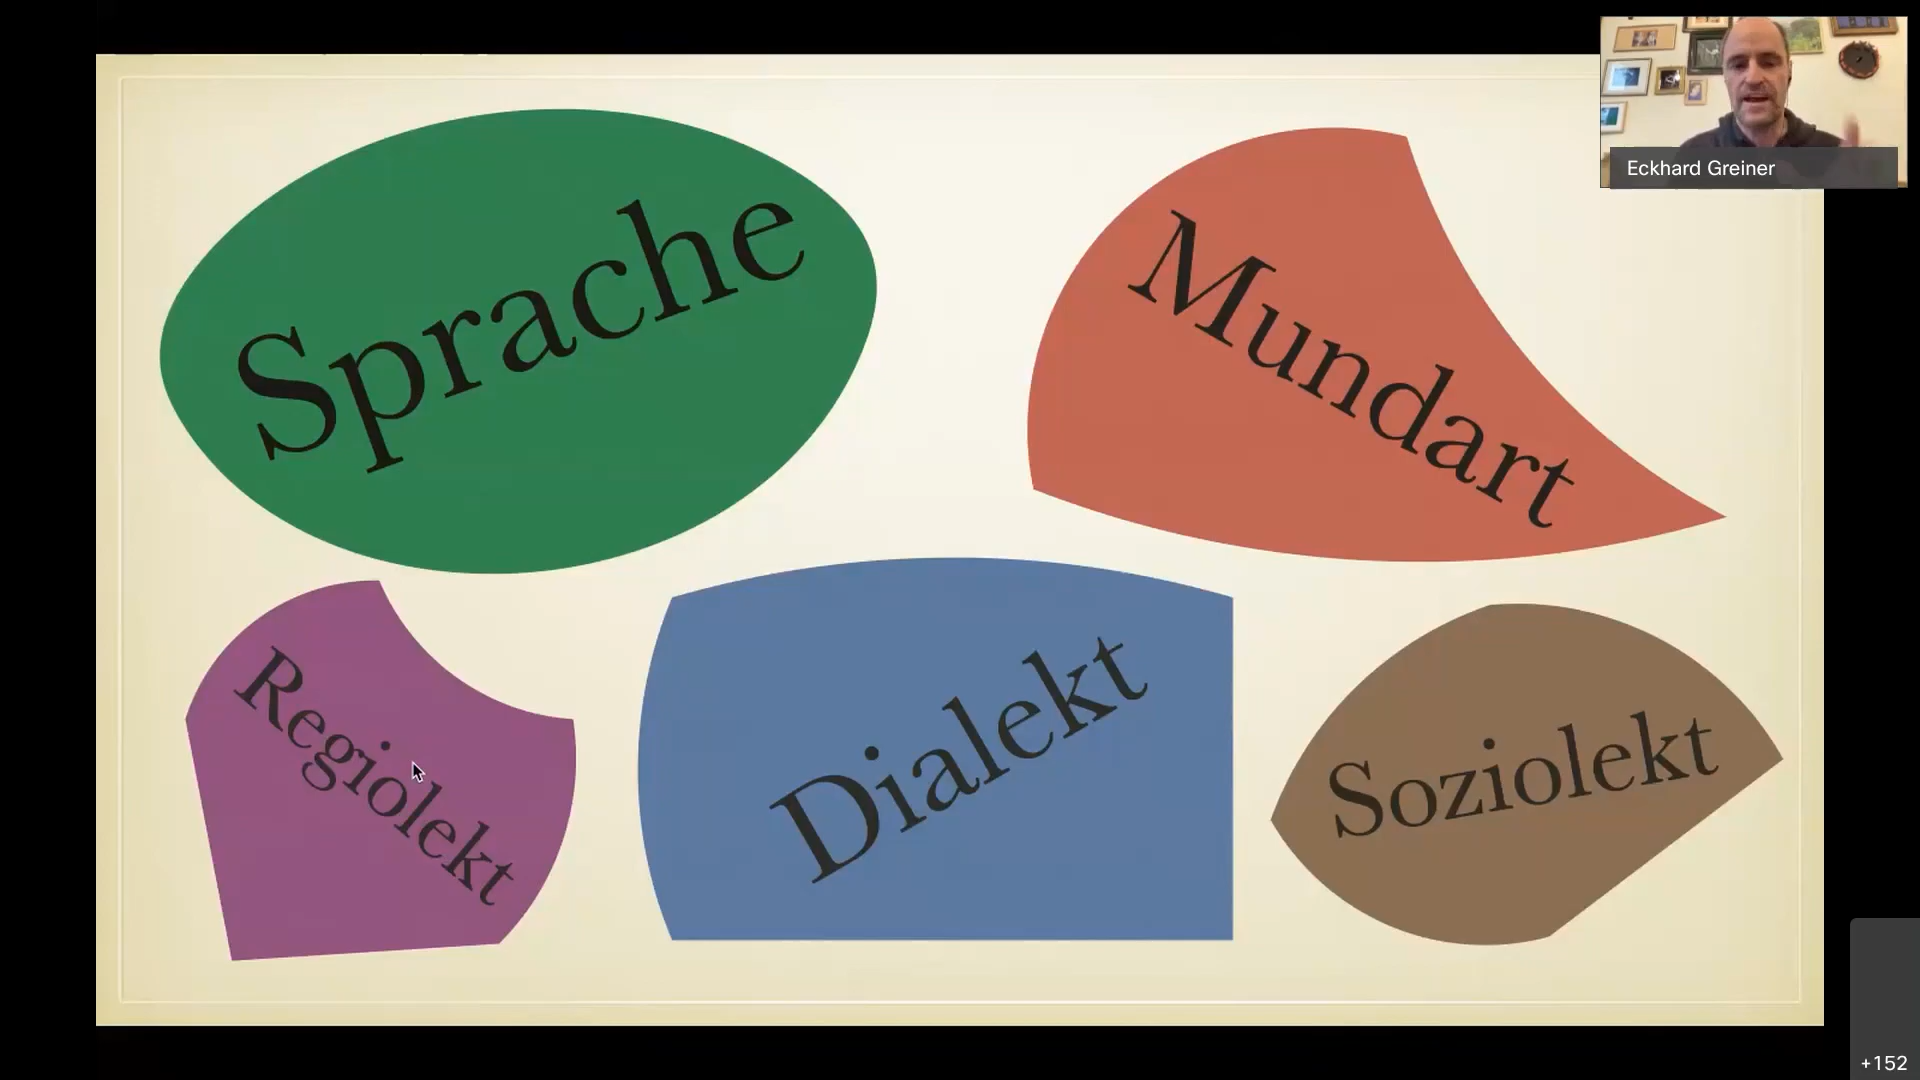 Eckhard Greiner
Sprache
Mundart
Regiolekt
Dialekt
Soziolekt
+152